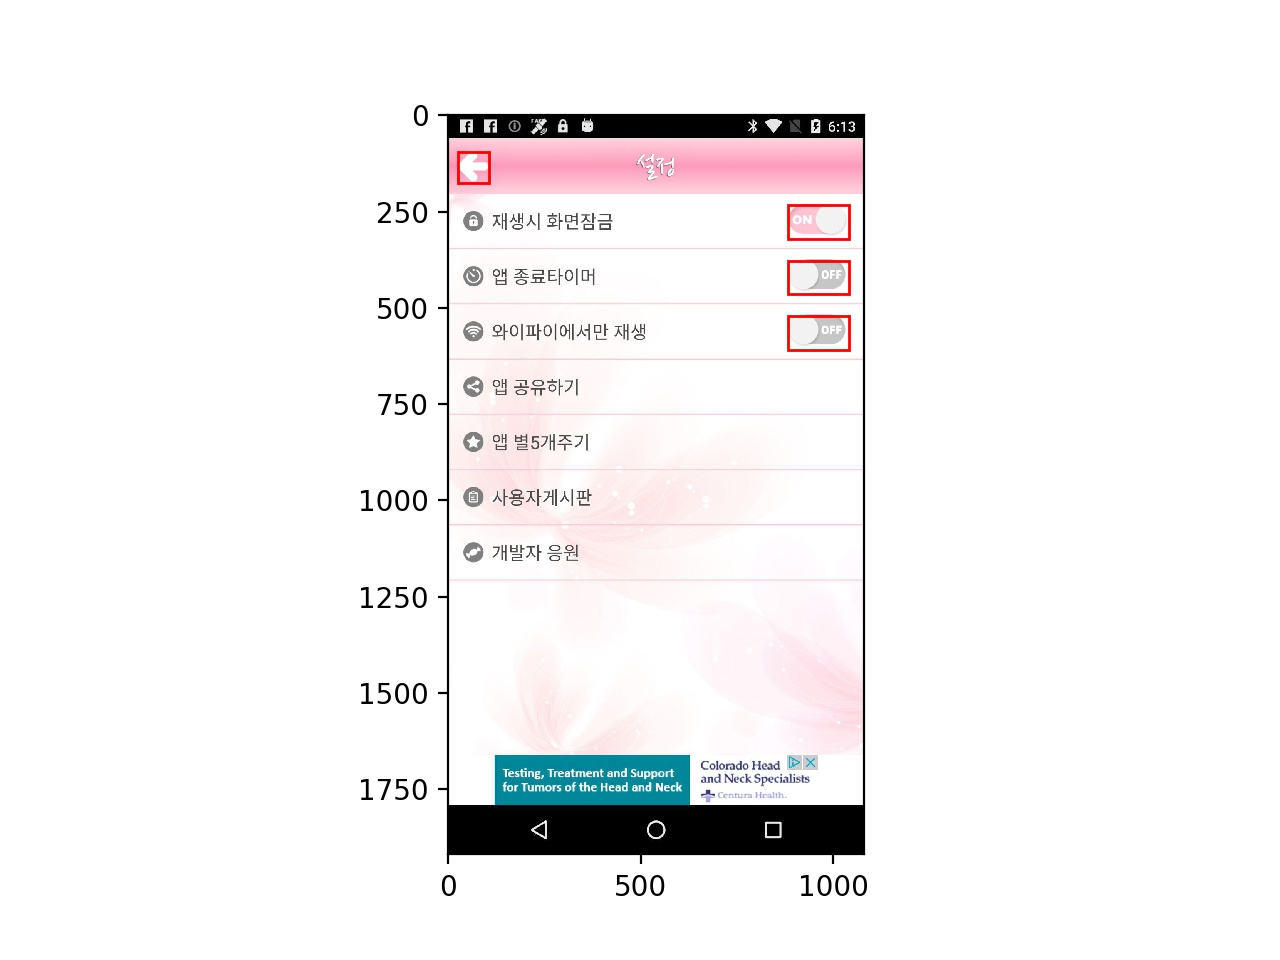 0
250
500
750
1000
1250
1500
1750
6:13
설정
재생시 화면잠금
ON
앱 종료타이머
OFF
와이파이에서만 재생
OFF
앱 공유하기
앱 별5개주기
사용자게시판
개발자 응원
Testing, Treatment and Support
for Tumors of the Head and Neck
Colorado Head
and Neck Specialists
Centura Health.
0 500 1000